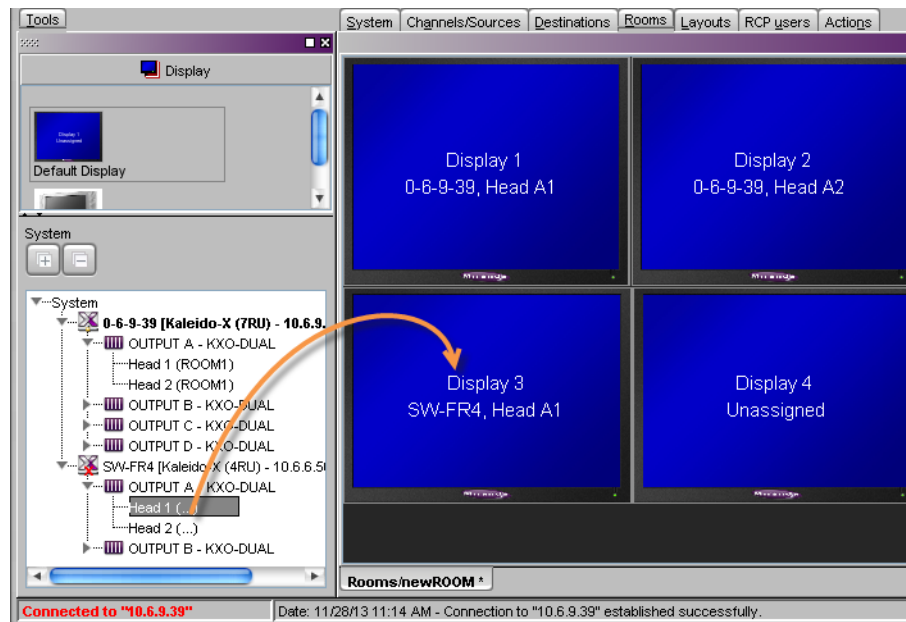 Tools
System Channels/Sources Destinations Rooms Layouts RCP users Actions
Display
Display 1
Unassigned
Default Display
System
System
0-6-9-39 [Kaleido-X (7RU) - 10.6.9.
OUTPUT A - KXO-DUAL
Head 1 (ROOM1)
Head 2 (ROOM1)
OUTPUT B - KXO-DUAL
OUTPUT C - KXO-DUAL
OUTPUT D - KXO-DUAL
SW-FR4 [Kaleido-X (4RU) - 10.6.6.5
OUTPUT A - KXO-DUAL
Head 1 (...)
Head 2 (...)
OUTPUT B - KXO-DUAL
Display 1
0-6-9-39, Head A1
Miranda
Display 2
0-6-9-39, Head A2
Miranda
Display 3
SW-FR4, Head A1
Miranda
Display 4
Unassigned
Miranda
Rooms/newROOM *
Connected to "10.6.9.39"
Date: 11/28/13 11:14 AM - Connection to "10.6.9.39" established successfully.